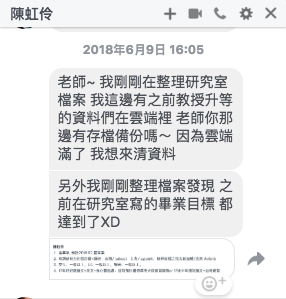 陳虹伶
2018年6月9日 16:05
老師~ 我剛剛在整理研究室
檔案 我這邊有之前教授升等
的資料們在雲端裡 老師你那
邊有存檔備份嗎～ 因為雲端
滿了 我想來清資料
另外我剛剛整理檔案發現 之
前在研究室寫的畢業目標 都
達到了XD
陳虹伶